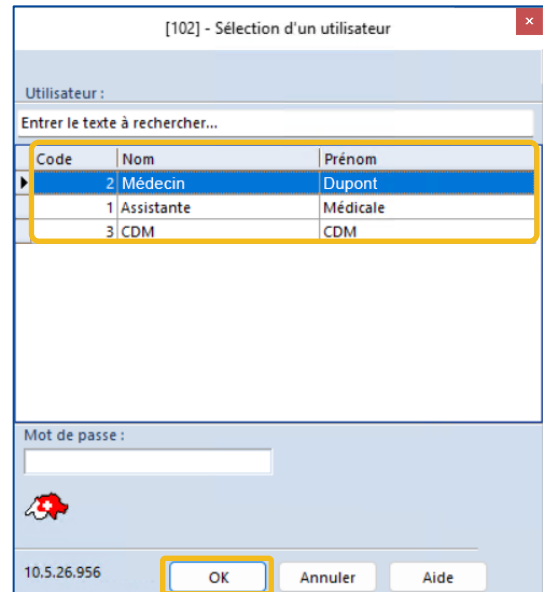 [102] - Sélection d'un utilisateur
Utilisateur :
Entrer le texte à rechercher...
Code Nom Prénom
2 Médecin Dupont
1 Assistante Médicale
3 CDM CDM
Mot de passe :
10.5.26.956 OK Annuler Aide